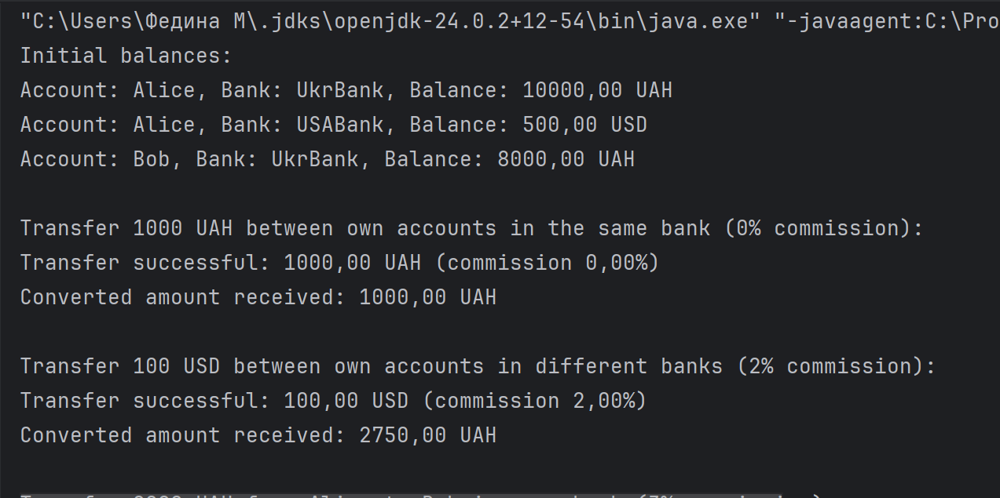 "C:\Users\Федина М\.jdks\openjdk-24.0.2+12-54\bin\java.exe" "-javaagent:C:\Pro
Initial balances:
Account: Alice, Bank: UkrBank, Balance: 10000,00 UAH
Account: Alice, Bank: USABank, Balance: 500,00 USD
Account: Bob, Bank: UkrBank, Balance: 8000,00 UAH
Transfer 1000 UAH between own accounts in the same bank (0% commission):
Transfer successful: 1000,00 UAH (commission 0,00%)
Converted amount received: 1000,00 UAH
Transfer 100 USD between own accounts in different banks (2% commission):
Transfer successful: 100,00 USD (commission 2,00%)
Converted amount received: 2750,00 UAH